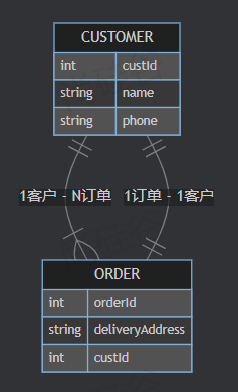 CUSTOMER
int custId
string name
string phone
1客户 - N订单 1订单 - 1客户
ORDER
int orderId
string deliveryAddress
int custId